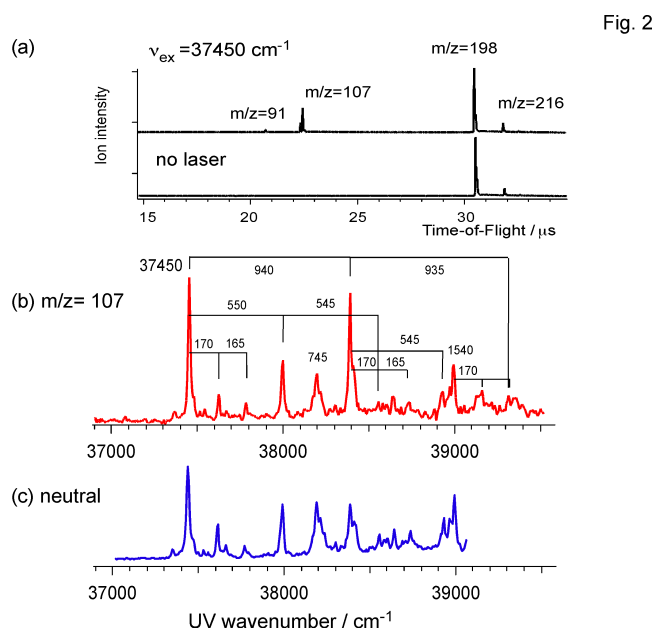 Fig. 2
(a)
νex =37450 cm-1
m/z=198
m/z=107
m/z=91
m/z=216
Ion intensity
no laser
15 20 25 30
Time-of-Flight / μs
37450
940
935
(b) m/z= 107
550
545
545
170
165
745
170
165
1540
170
37000 38000 39000
(c) neutral
37000 38000 39000
UV wavenumber / cm-1